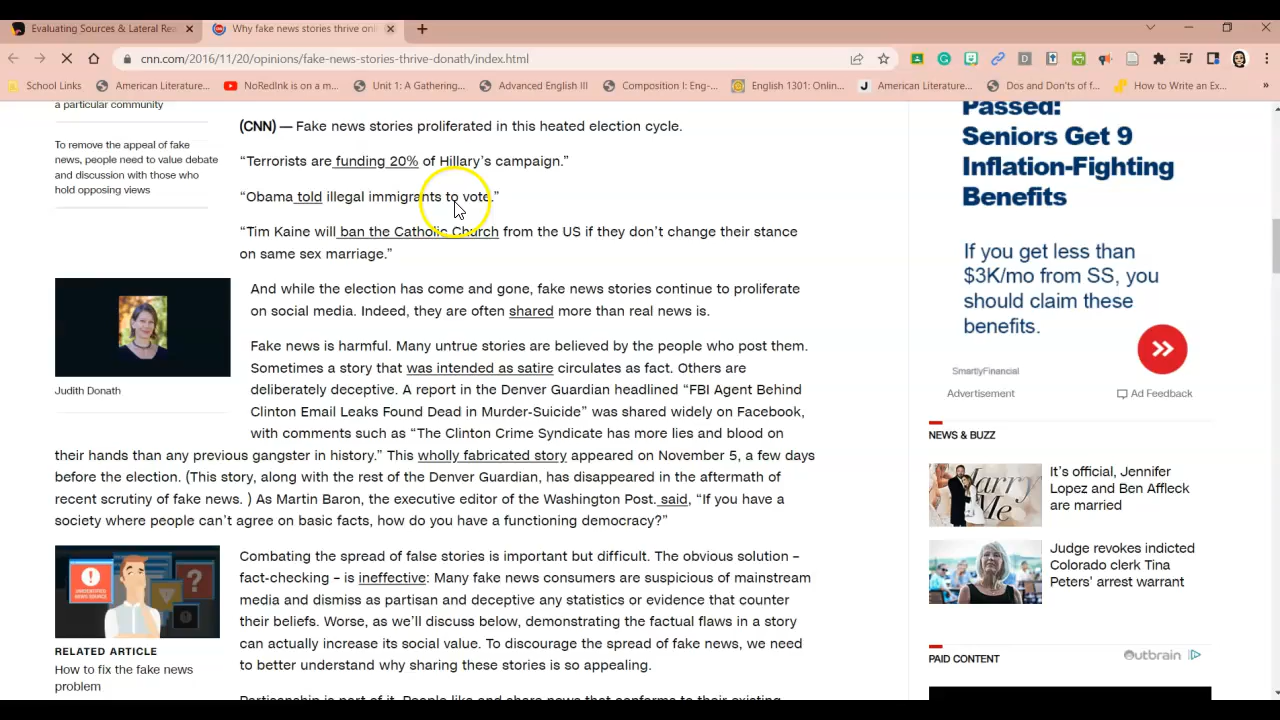 Evaluating Sources & Lateral Rea
Why fake news stories thrive onl
cnn.com/2016/11/20/opinions/fake-news-stories-thrive-donath/index.html
School Links
American Literature...
NoRedInk is on a m...
Unit 1: A Gathering...
Advanced English III
Composition I: Eng-...
English 1301: Onlin...
American Literature...
Dos and Don'ts of f...
How to Write an Ex...
»
a particular community
To remove the appeal of fake
news, people need to value debate
and discussion with those who
hold opposing views
Judith Donath
RELATED ARTICLE
How to fix the fake news
problem
(CNN) — Fake news stories proliferated in this heated election cycle.
“Terrorists are funding 20% of Hillary’s campaign.”
“Obama told illegal immigrants to vote.”
“Tim Kaine will ban the Catholic Church from the US if they don’t change their stance
on same sex marriage.”
And while the election has come and gone, fake news stories continue to proliferate
on social media. Indeed, they are often shared more than real news is.
Fake news is harmful. Many untrue stories are believed by the people who post them.
Sometimes a story that was intended as satire circulates as fact. Others are
deliberately deceptive. A report in the Denver Guardian headlined “FBI Agent Behind
Clinton Email Leaks Found Dead in Murder-Suicide” was shared widely on Facebook,
with comments such as “The Clinton Crime Syndicate has more lies and blood on
their hands than any previous gangster in history.” This wholly fabricated story appeared on November 5, a few days
before the election. (This story, along with the rest of the Denver Guardian, has disappeared in the aftermath of
recent scrutiny of fake news. ) As Martin Baron, the executive editor of the Washington Post. said, “If you have a
society where people can’t agree on basic facts, how do you have a functioning democracy?”
Combating the spread of false stories is important but difficult. The obvious solution –
fact-checking – is ineffective: Many fake news consumers are suspicious of mainstream
media and dismiss as partisan and deceptive any statistics or evidence that counter
their beliefs. Worse, as we’ll discuss below, demonstrating the factual flaws in a story
can actually increase its social value. To discourage the spread of fake news, we need
to better understand why sharing these stories is so appealing.
Partisanship is part of it. People like and share news that conforms to their existing
Passed:
Seniors Get 9
Inflation-Fighting
Benefits
If you get less than
$3K/mo from SS, you
should claim these
benefits.
SmartlyFinancial
Advertisement
Ad Feedback
NEWS & BUZZ
It’s official, Jennifer
Lopez and Ben Affleck
are married
Judge revokes indicted
Colorado clerk Tina
Peters’ arrest warrant
PAID CONTENT
Outbrain